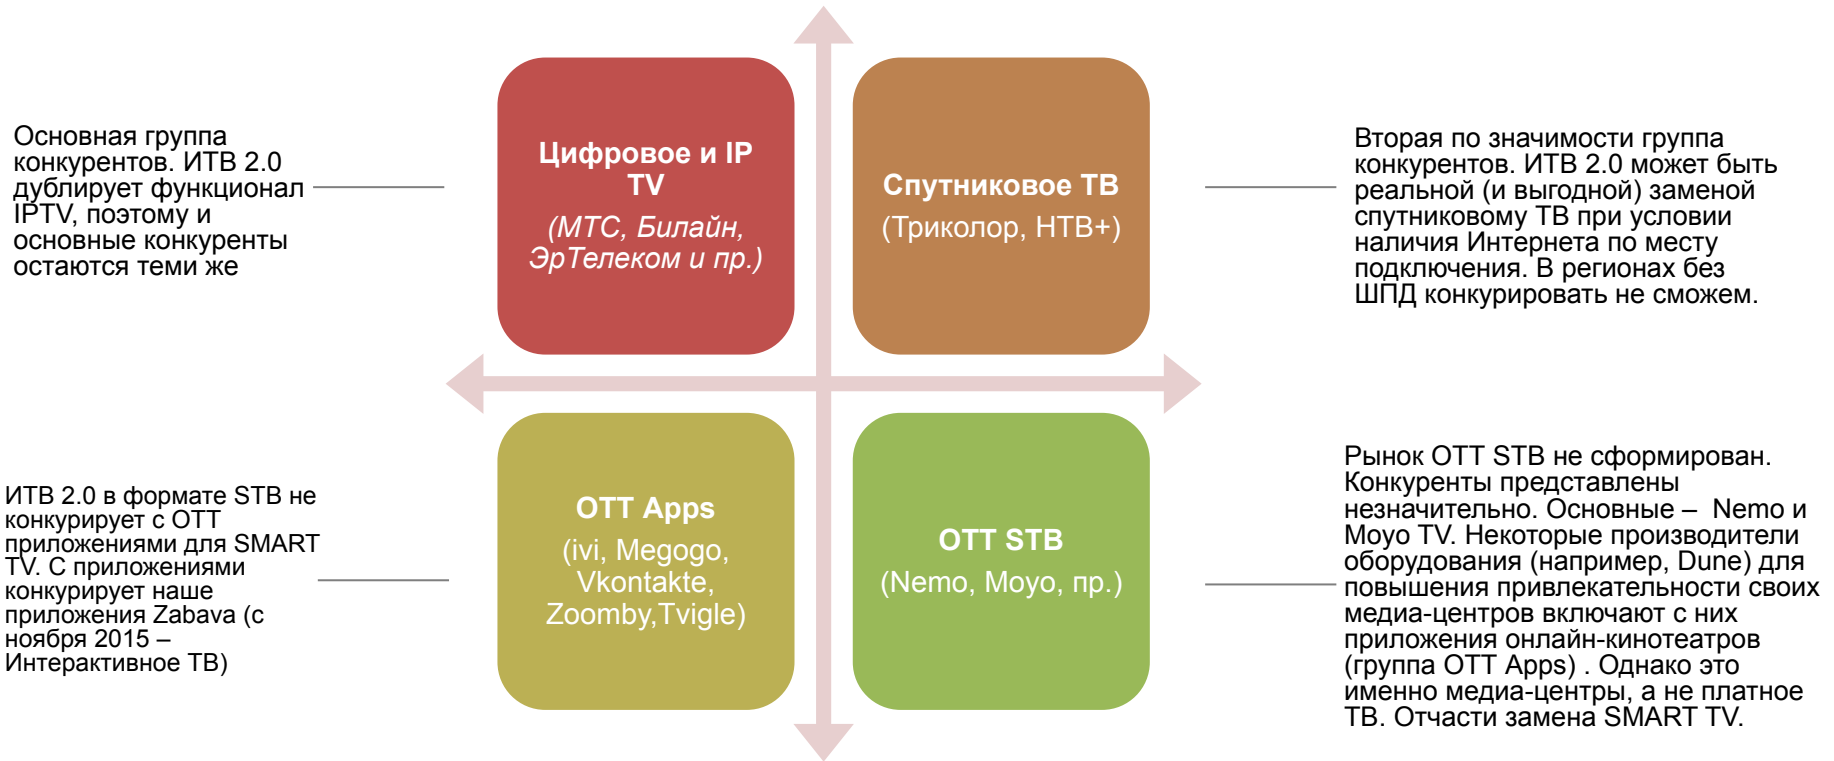 Основная группа
конкурентов. ИТВ 2.0
дублирует функционал
IPTV, поэтому и
основные конкуренты
остаются теми же
Цифровое и IP
TV
(МТС, Билайн,
ЭрТелеком и пр.)
Спутниковое ТВ
(Триколор, НТВ+)
Вторая по значимости группа
конкурентов. ИТВ 2.0 может быть
реальной (и выгодной) заменой
спутниковому ТВ при условии
наличия Интернета по месту
подключения. В регионах без
ШПД конкурировать не сможем.
ИТВ 2.0 в формате STB не
конкурирует с ОТТ
приложениями для SMART
TV. С приложениями
конкурирует наше
приложения Zabava (с
ноября 2015 –
Интерактивное ТВ)
OTT Apps
(ivi, Megogo,
Vkontakte,
Zoomby,Tvigle)
OTT STB
(Nemo, Moyo, пр.)
Рынок ОТТ STB не сформирован.
Конкуренты представлены
незначительно. Основные – Nemo и
Moyo TV. Некоторые производители
оборудования (например, Dune) для
повышения привлекательности своих
медиа-центров включают с них
приложения онлайн-кинотеатров
(группа ОТТ Apps) . Однако это
именно медиа-центры, а не платное
ТВ. Отчасти замена SMART TV.